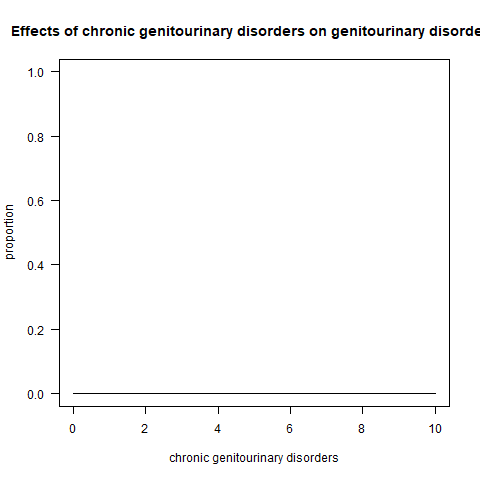 Effects of chronic genitourinary disorders on genitourinary disorde
1.0
0.8
0.6
0.4
0.2
0.0
proportion
0 2 4 6 8 10
chronic genitourinary disorders